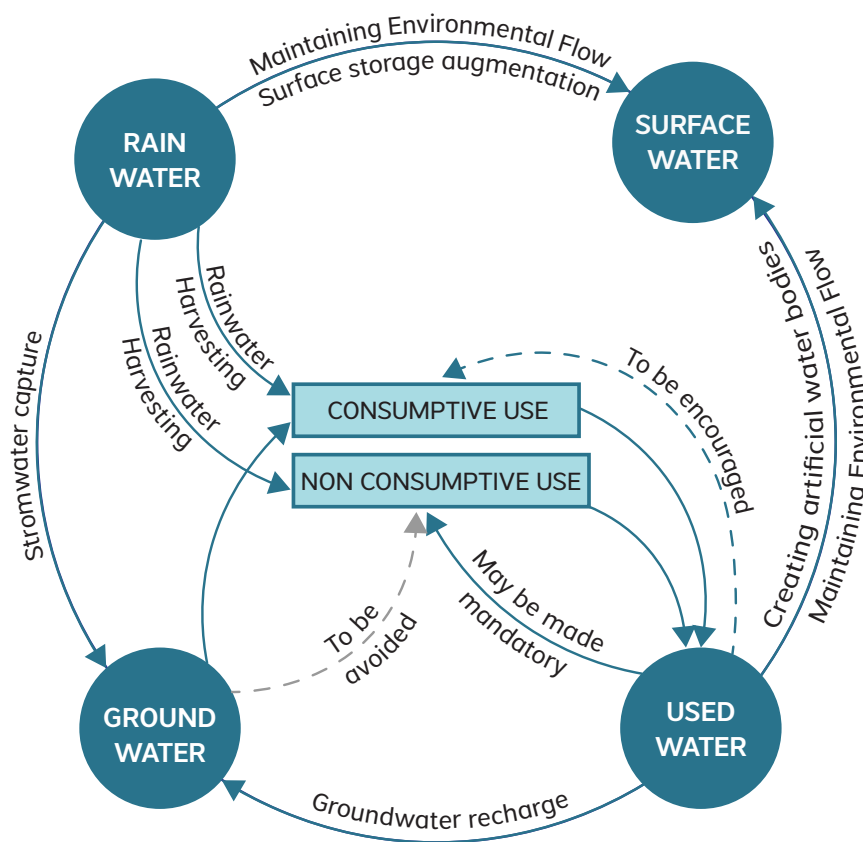 Maintaining Environmental Flow
Surface storage augmentation
RAIN
WATER
SURFACE
WATER
Rainwater
Harvesting
Rainwater
Harvesting
Stromwater capture
To be encouraged
Creating artificial water bodies
Maintaining Environmental Flow
CONSUMPTIVE USE
NON CONSUMPTIVE USE
To be
avoided
May be made
mandatory
GROUND
WATER
USED
WATER
Groundwater recharge